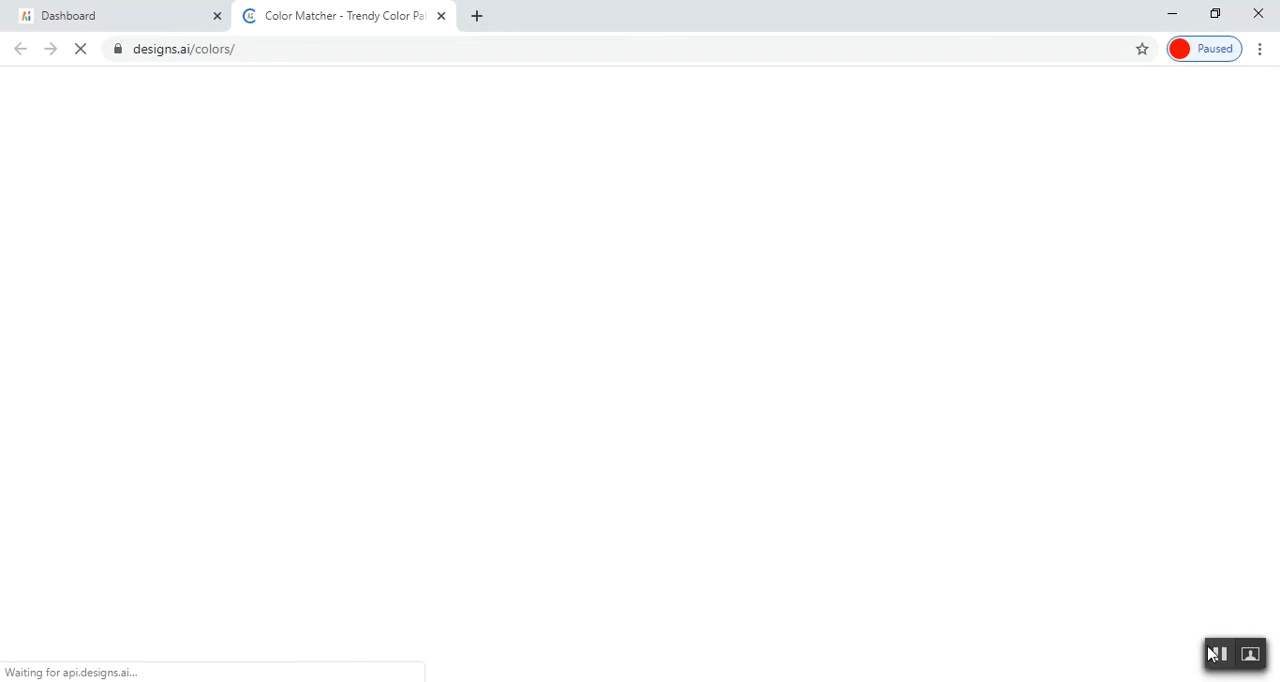 Dashboard
Color Matcher - Trendy Color Pal
designs.ai/colors/
Paused
Waiting for api.designs.ai...